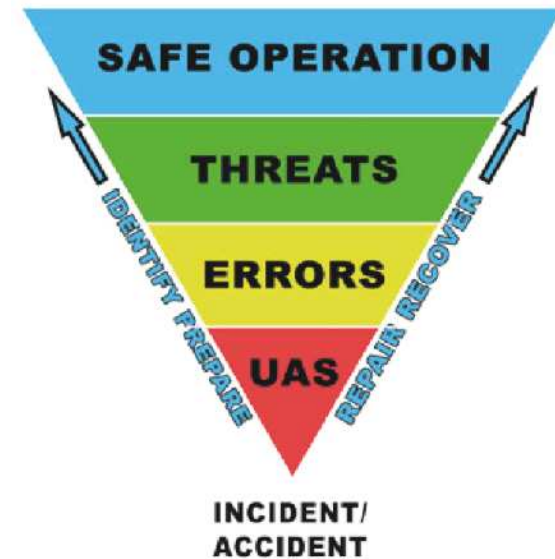 SAFE OPERATION
THREATS
ERRORS
UAS
IDENTIFY PREPARE
REPAIR RECOVER
INCIDENT/
ACCIDENT